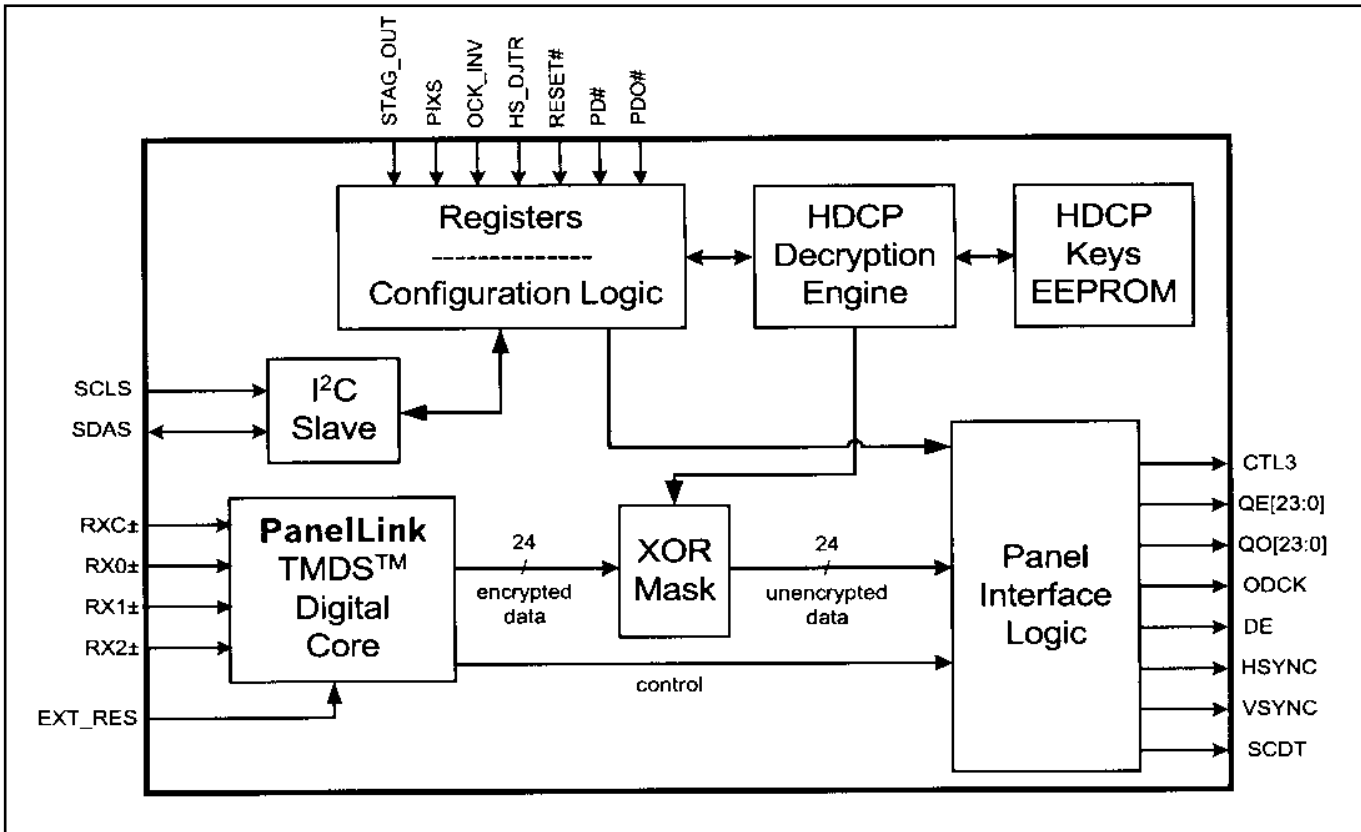 STAG_OUT
PIXS
OCK_INV
HS_DJTR
RESET#
PD#
PDO#
Registers
Configuration Logic
HDCP
Decryption
Engine
HDCP
Keys
EEPROM
SCLS
SDAS
I²C
Slave
RXC±
RX0±
RX1±
RX2±
EXT_RES
PanelLink
TMDS™
Digital
Core
24
encrypted
data
XOR
Mask
24
unencrypted
data
control
Panel
Interface
Logic
CTL3
QE[23:0]
QO[23:0]
ODCK
DE
HSYNC
VSYNC
SCDT